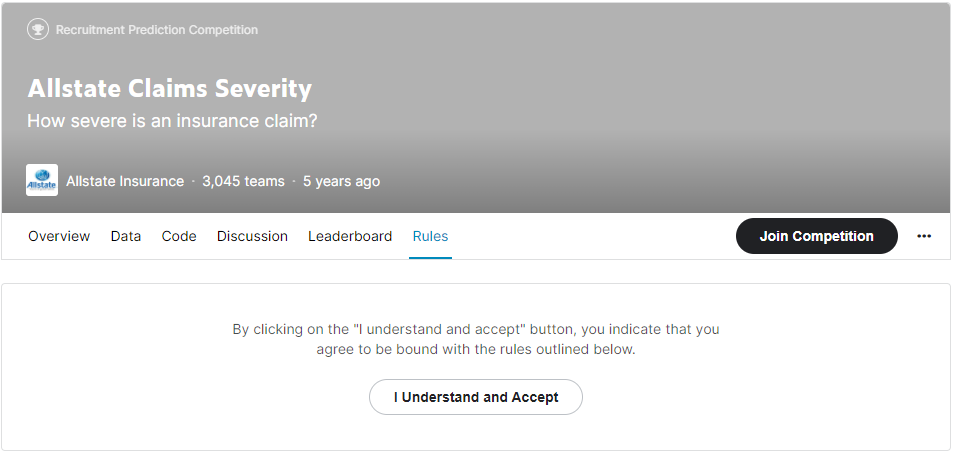 Recruitment Prediction Competition
Allstate Claims Severity
How severe is an insurance claim?
Allstate
Allstate Insurance · 3,045 teams · 5 years ago
Overview Data Code Discussion Leaderboard Rules Join Competition ···
By clicking on the "I understand and accept" button, you indicate that you
agree to be bound with the rules outlined below.
I Understand and Accept